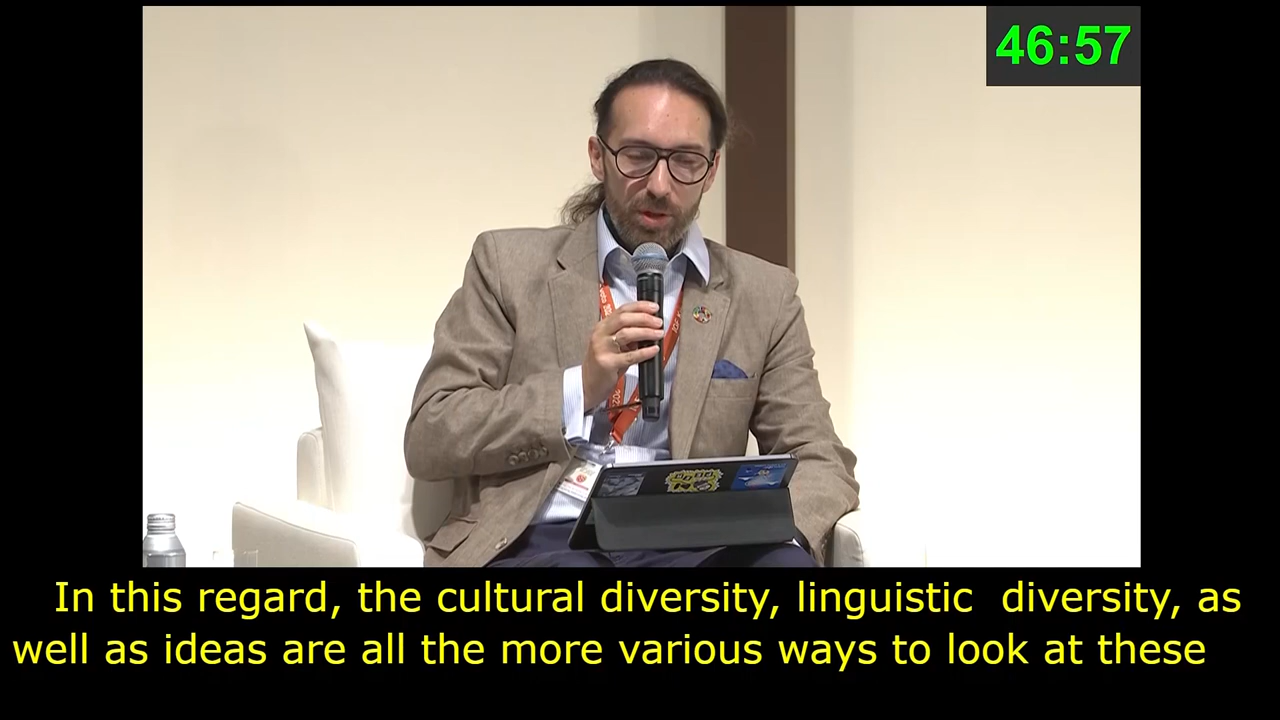 46:57
In this regard, the cultural diversity, linguistic  diversity, as
well as ideas are all the more various ways to look at these